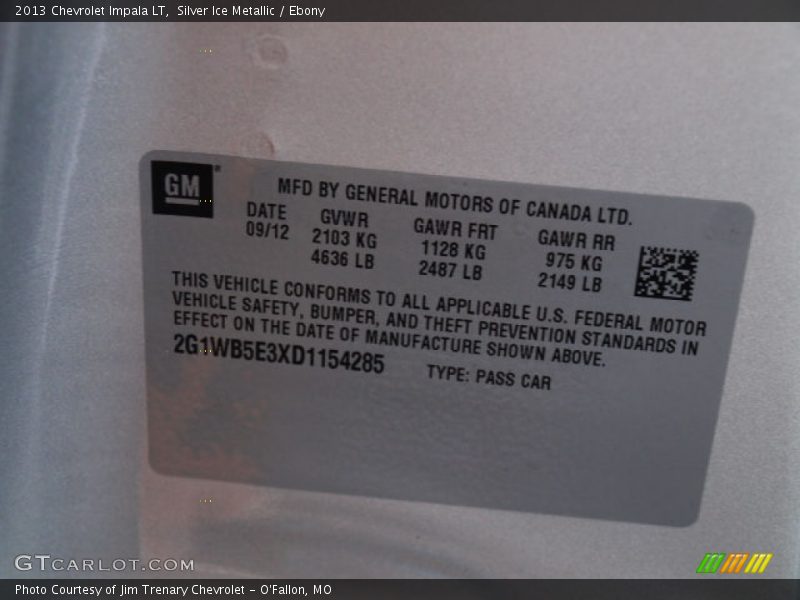 2013 Chevrolet Impala LT, Silver Ice Metallic / Ebony
GM
MFD BY GENERAL MOTORS OF CANADA LTD.
DATE GVWR GAWR FRT GAWR RR
09/12 2103 KG 1128 KG 975 KG
4636 LB 2487 LB 2149 LB
THIS VEHICLE CONFORMS TO ALL APPLICABLE U.S. FEDERAL MOTOR
VEHICLE SAFETY, BUMPER, AND THEFT PREVENTION STANDARDS IN
EFFECT ON THE DATE OF MANUFACTURE SHOWN ABOVE.
2G1WB5E3XD1154285 TYPE: PASS CAR
GTCARLOT.COM
Photo Courtesy of Jim Trenary Chevrolet - O'Fallon, MO